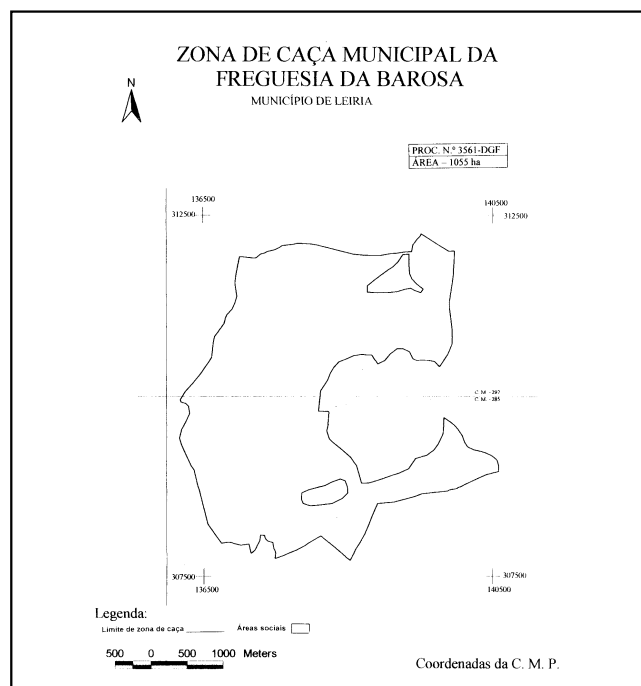 ZONA DE CAÇA MUNICIPAL DA
FREGUESIA DA BAROSA
MUNICÍPIO DE LEIRIA
N
PROC. N.º 3561-DGF
ÁREA – 1055 ha
136500
140500
312500
312500
C. M. - 297
C. M. - 285
307500
307500
136500
140500
Legenda:
Limite de zona de caça
Áreas sociais
500 0 500 1000 Meters
Coordenadas da C. M. P.